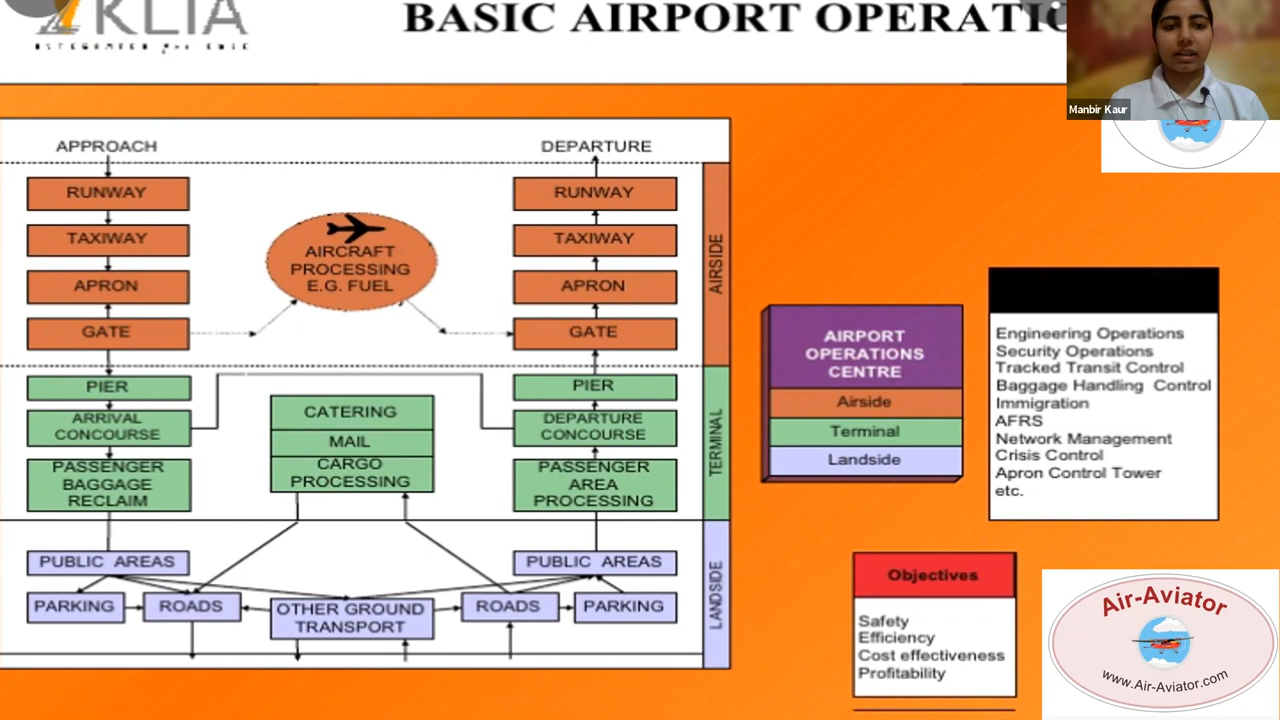 KLIA
BASIC AIRPORT
Manbir Kaur
APPROACH
RUNWAY
TAXIWAY
APRON
GATE
PIER
ARRIVAL
CONCOURSE
PASSENGER
BAGGAGE
RECLAIM
PUBLIC AREAS
PARKING
ROADS
AIRCRAFT
PROCESSING
E.G. FUEL
CATERING
MAIL
CARGO
PROCESSING
OTHER GROUND
TRANSPORT
DEPARTURE
RUNWAY
TAXIWAY
APRON
GATE
PIER
DEPARTURE
CONCOURSE
PASSENGER
AREA
PROCESSING
PUBLIC AREAS
ROADS
PARKING
AIRSIDE
TERMINAL
LANDSIDE
AIRPORT
OPERATIONS
CENTRE
Airside
Terminal
Landside
Engineering Operations
Security Operations
Tracked Transit Control
Baggage Handling Control
Immigration
AFRS
Network Management
Crisis Control
Apron Control Tower
etc.
Objectives
Safety
Efficiency
Cost effectiveness
Profitability
Air-Aviator
www.Air-Aviator.com